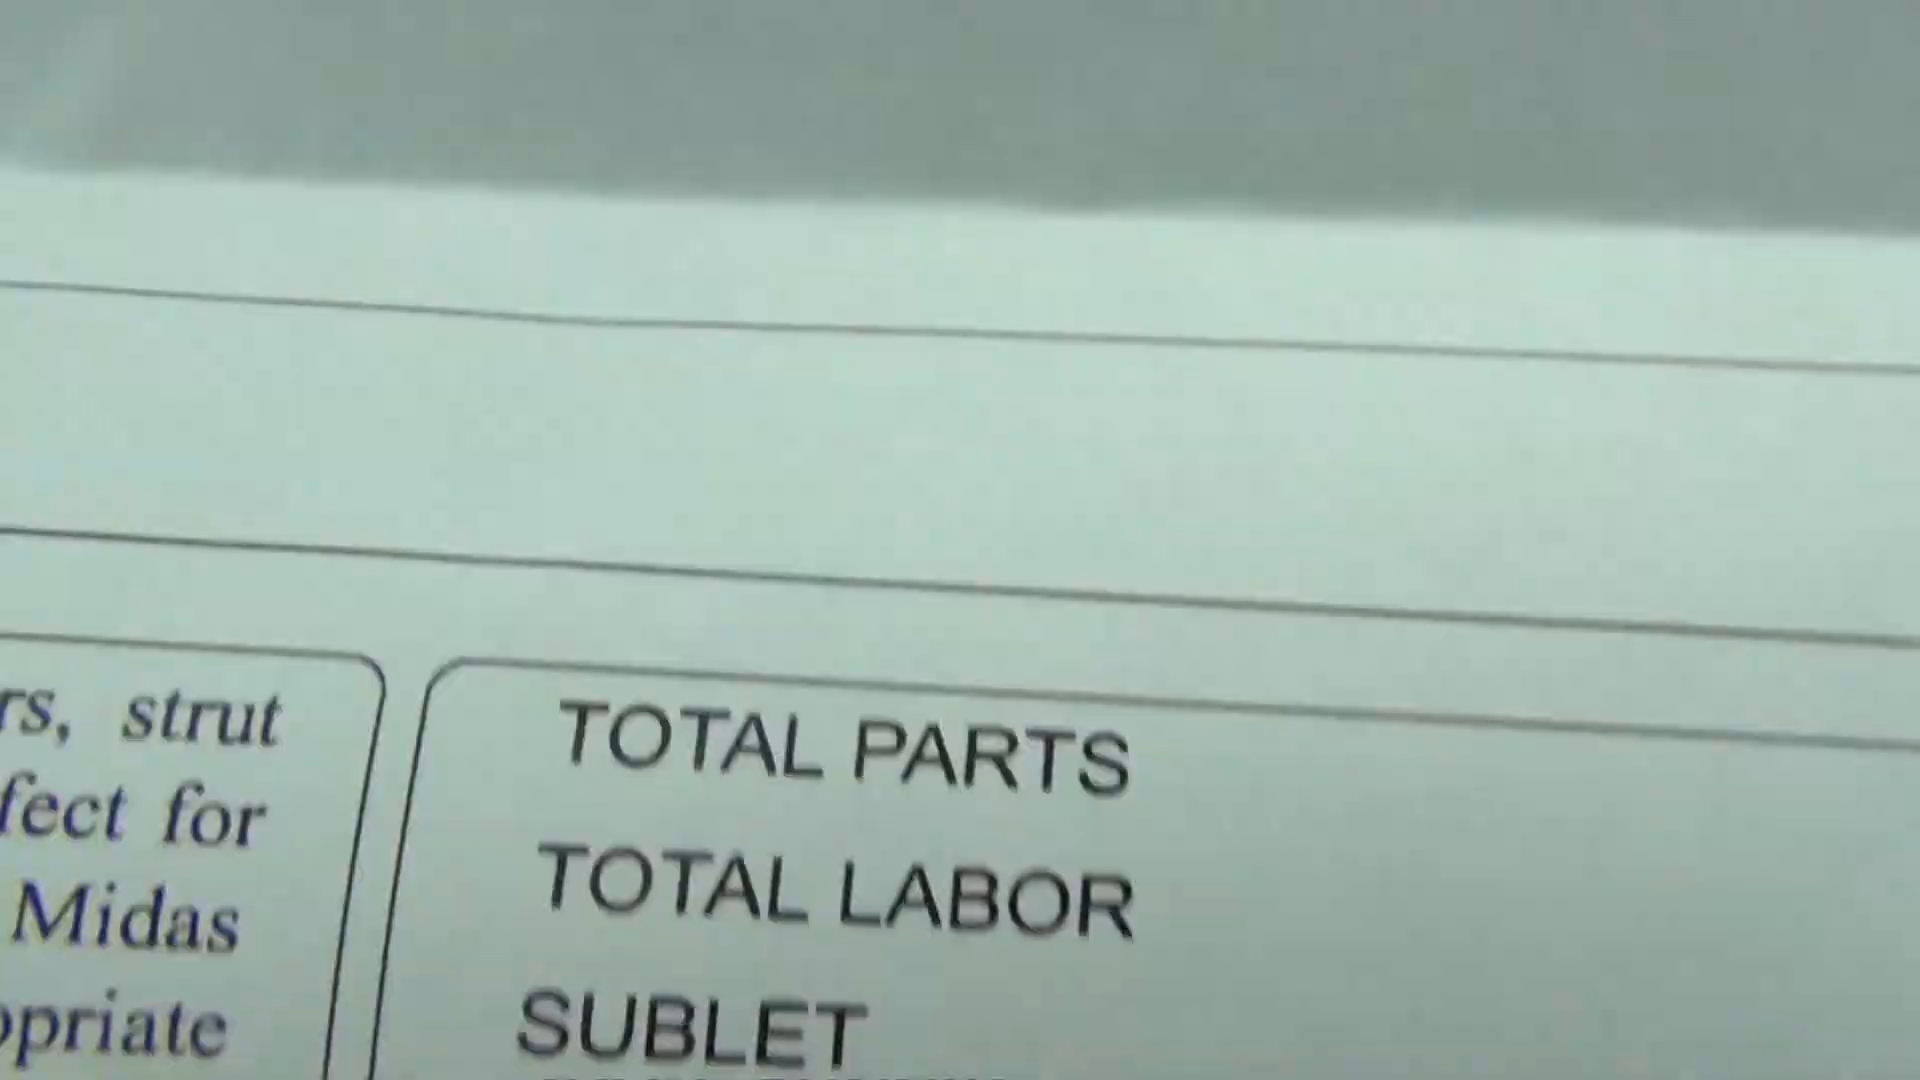 rs, strut
fect for
Midas
opriate
TOTAL PARTS
TOTAL LABOR
SUBLET